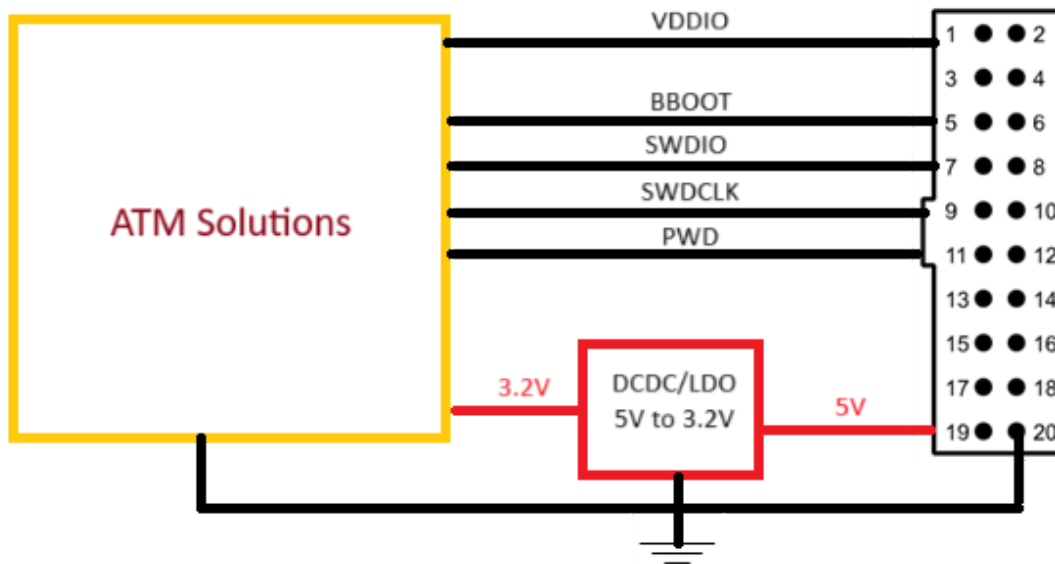 VDDIO
1 2
3 4
BBOOT
5 6
SWDIO
7 8
SWDCLK
9 10
ATM Solutions
PWD
11 12
13 14
15 16
3.2V
DCDC/LDO
5V to 3.2V
5V
17 18
19 20